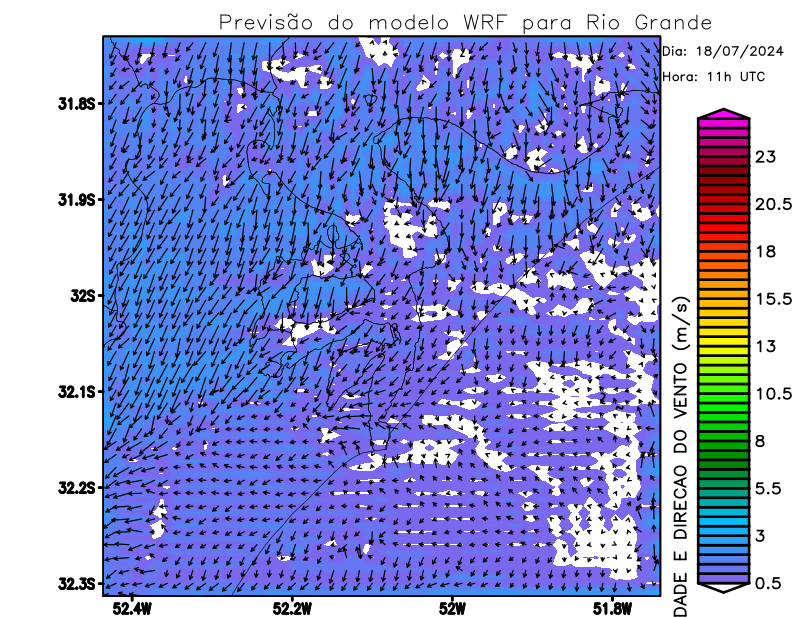 Previsão do modelo WRF para Rio Grande
Dia: 18/07/2024
Hora: 11h UTC
31.8S
31.9S
32S
32.1S
32.2S
32.3S
52.4W
52.2W
52W
51.8W
23
20.5
18
15.5
13
10.5
8
5.5
3
0.5
DADE E DIRECAO DO VENTO (m/s)